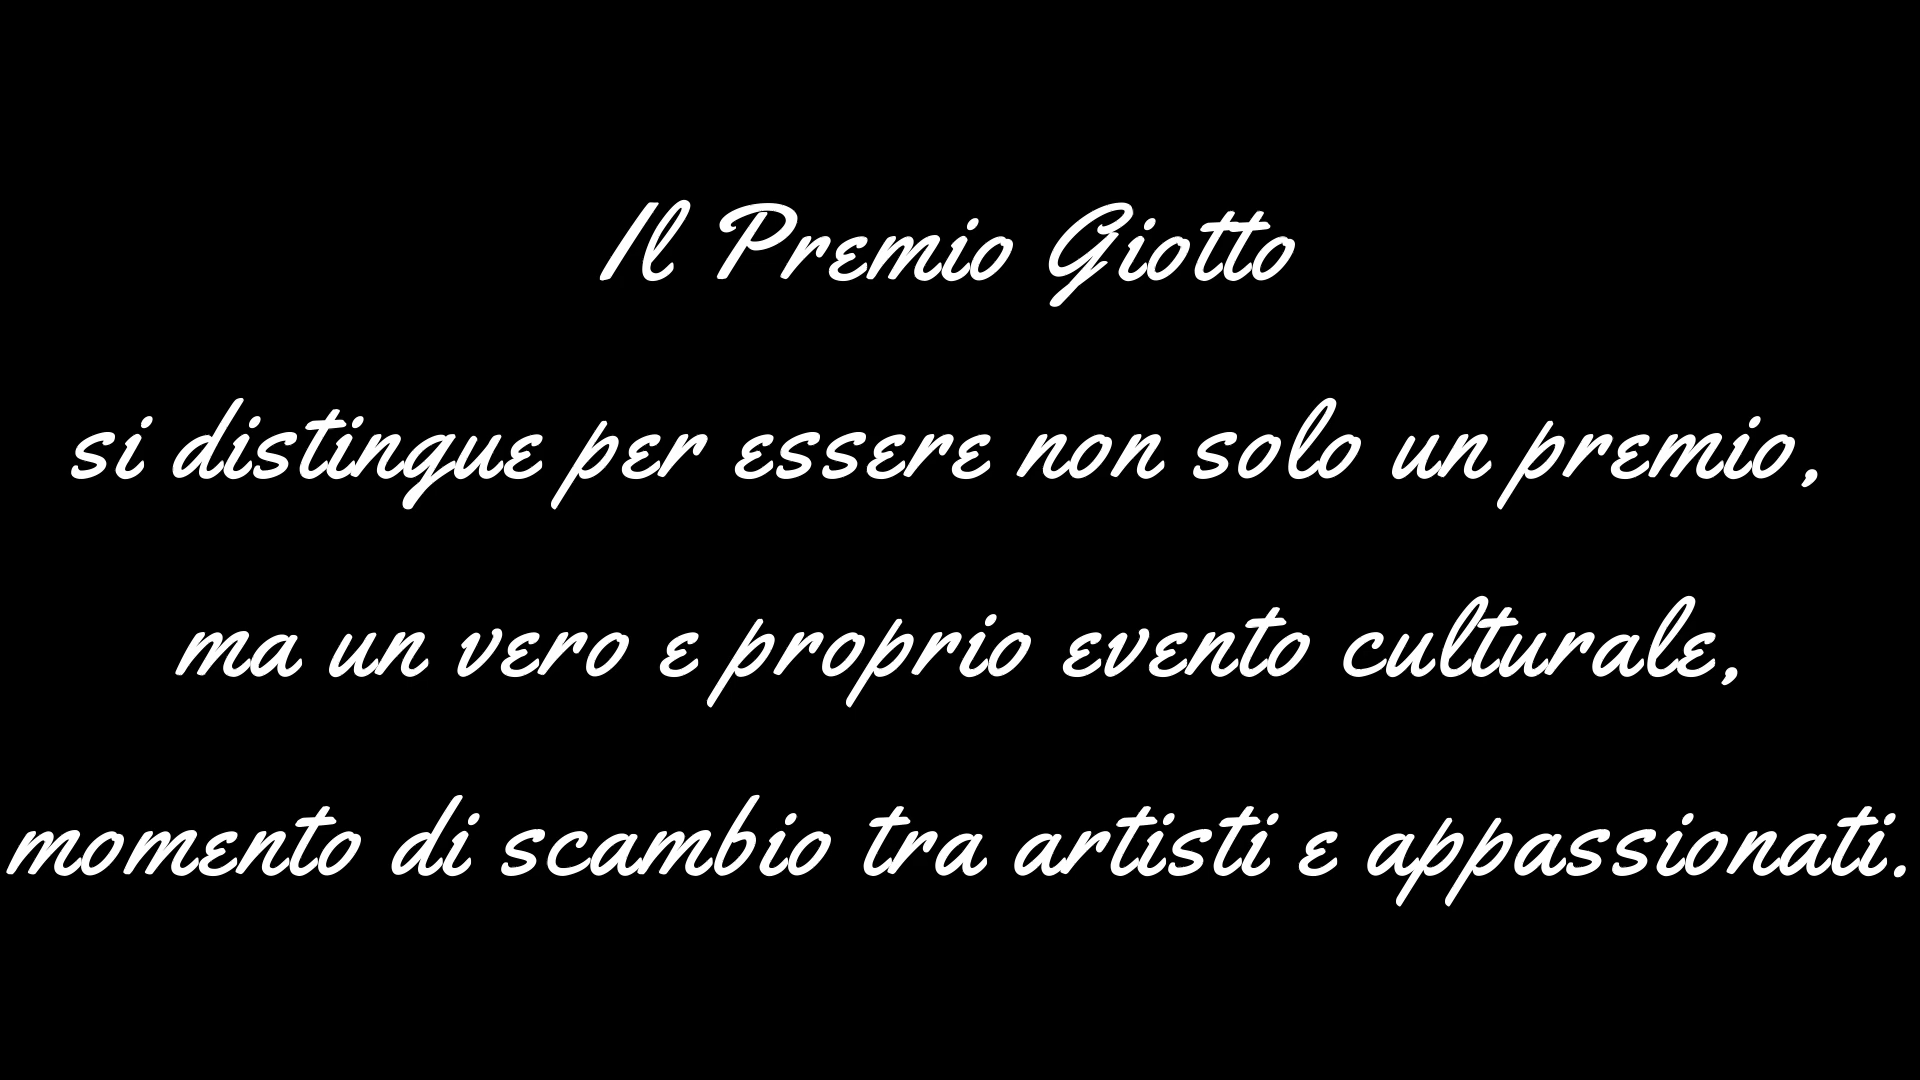 Il Premio Giotto
si distingue per essere non solo un premio,
ma un vero e proprio evento culturale,
momento di scambio tra artisti e appassionati.